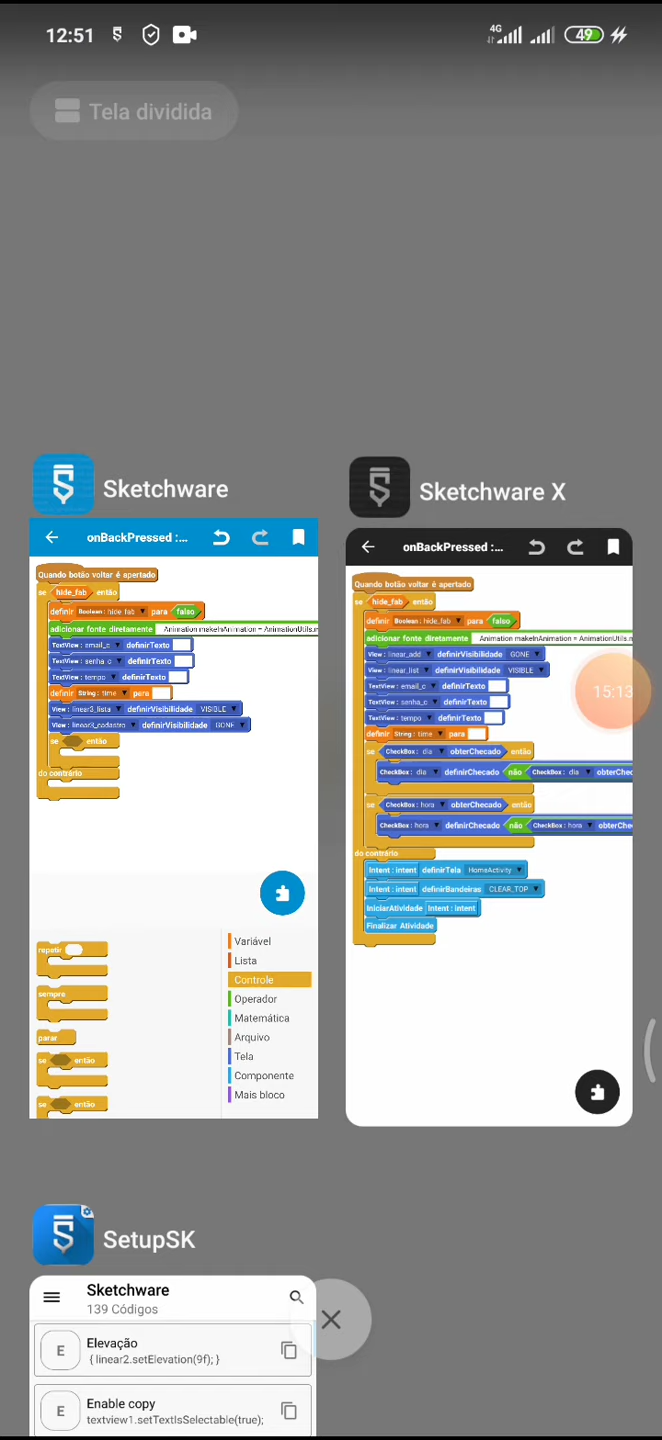 12:51
4G
49
Tela dividida
Sketchware
onBackPressed :...
Quando botão voltar é apertado
se hide_fab então
definir Boolean : hide_fab para falso
adicionar fonte diretamente Animation makeInAnimation = AnimationUtils.m
TextView : email_c definirTexto
TextView : senha_c definirTexto
TextView : tempo definirTexto
definir String : time para
View : linear3_lista definirVisibilidade VISIBLE
View : linear3_cadastro definirVisibilidade GONE
se então
do contrário
repetir
sempre
parar
se então
se então
Variável
Lista
Controle
Operador
Matemática
Arquivo
Tela
Componente
Mais bloco
Sketchware X
onBackPressed :...
Quando botão voltar é apertado
se hide_fab então
definir Boolean : hide_fab para falso
adicionar fonte diretamente Animation makeInAnimation = AnimationUtils.m
View : linear_add definirVisibilidade GONE
View : linear_list definirVisibilidade VISIBLE
TextView : email_c definirTexto
TextView : senha_c definirTexto
TextView : tempo definirTexto
definir String : time para
se CheckBox : dia obterChecado então
CheckBox : dia definirChecado não CheckBox : dia obterChec
se CheckBox : hora obterChecado então
CheckBox : hora definirChecado não CheckBox : hora obterChe
do contrário
Intent : intent definirTela HomeActivity
Intent : intent definirBandeiras CLEAR_TOP
IniciarAtividade Intent : intent
Finalizar Atividade
15:13
SetupSK
Sketchware
139 Códigos
E
Elevação
{ linear2.setElevation(9f); }
E
Enable copy
textview1.setTextIsSelectable(true);